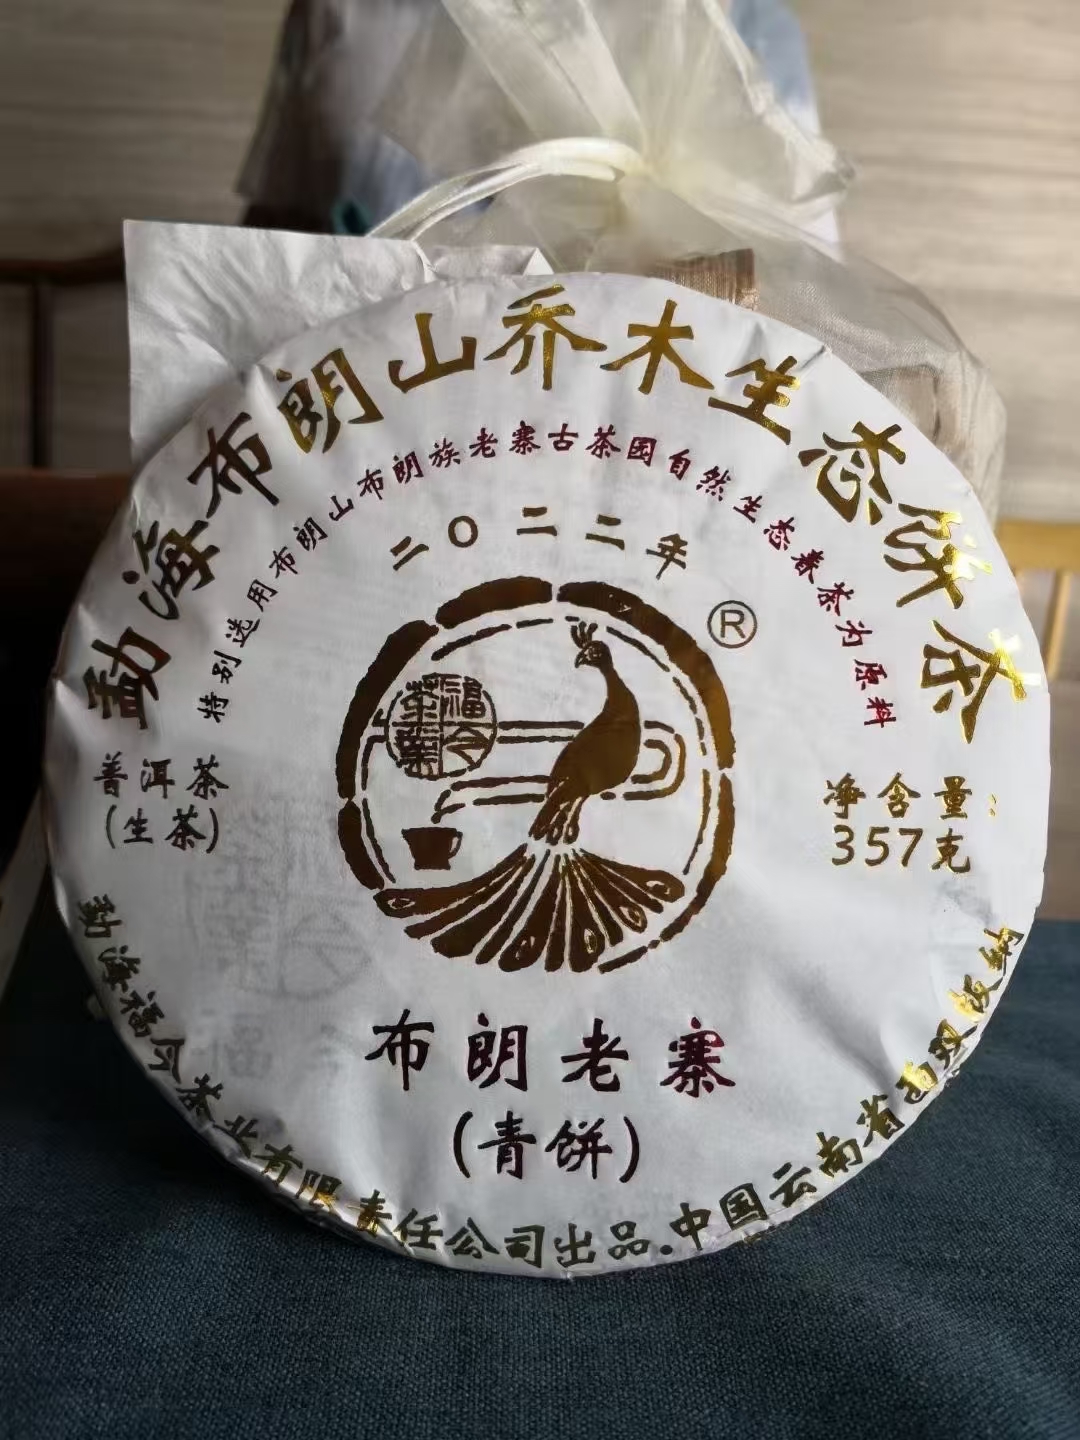 勐海布朗山乔木生态饼茶
特别选用布朗山布朗族老寨古茶园自然生态春茶为原料
二〇二二年
®
福今
普洱茶
(生茶)
净含量:
357克
布朗老寨
(青饼)
勐海福今茶业有限责任公司出品.中国云南省西双版纳